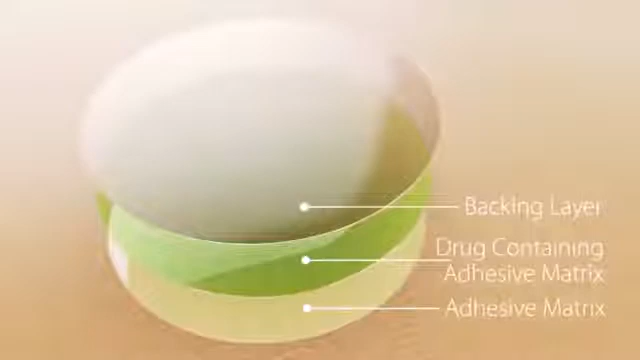 Backing Layer
Drug Containing
Adhesive Matrix
Adhesive Matrix